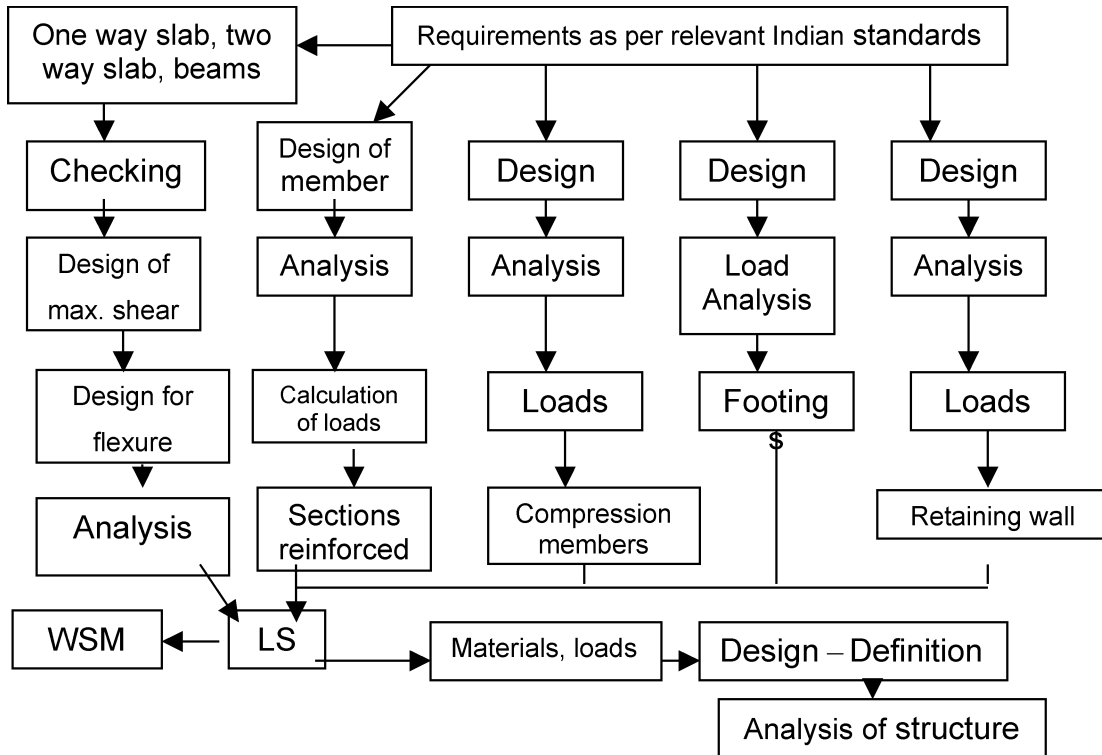 One way slab, two
way slab, beams
Requirements as per relevant Indian standards
Checking
Design of
member
Design
Design
Design
Design of
max. shear
Analysis
Analysis
Load
Analysis
Analysis
Design for
flexure
Calculation
of loads
Loads
Footing
Loads
$
Analysis
Sections
reinforced
Compression
members
Retaining wall
WSM
LS
Materials, loads
Design – Definition
Analysis of structure